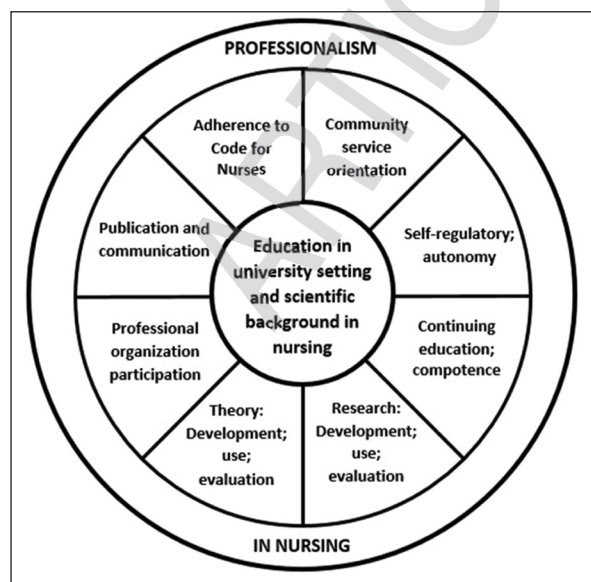 PROFESSIONALISM
Adherence to
Code for
Nurses
Community
service
orientation
Publication and
communication
Self-regulatory;
autonomy
Education in
university setting
and scientific
background in
nursing
Professional
organization
participation
Continuing
education;
compotence
Theory:
Development;
use;
evaluation
Research:
Development;
use;
evaluation
IN NURSING
ARTIC